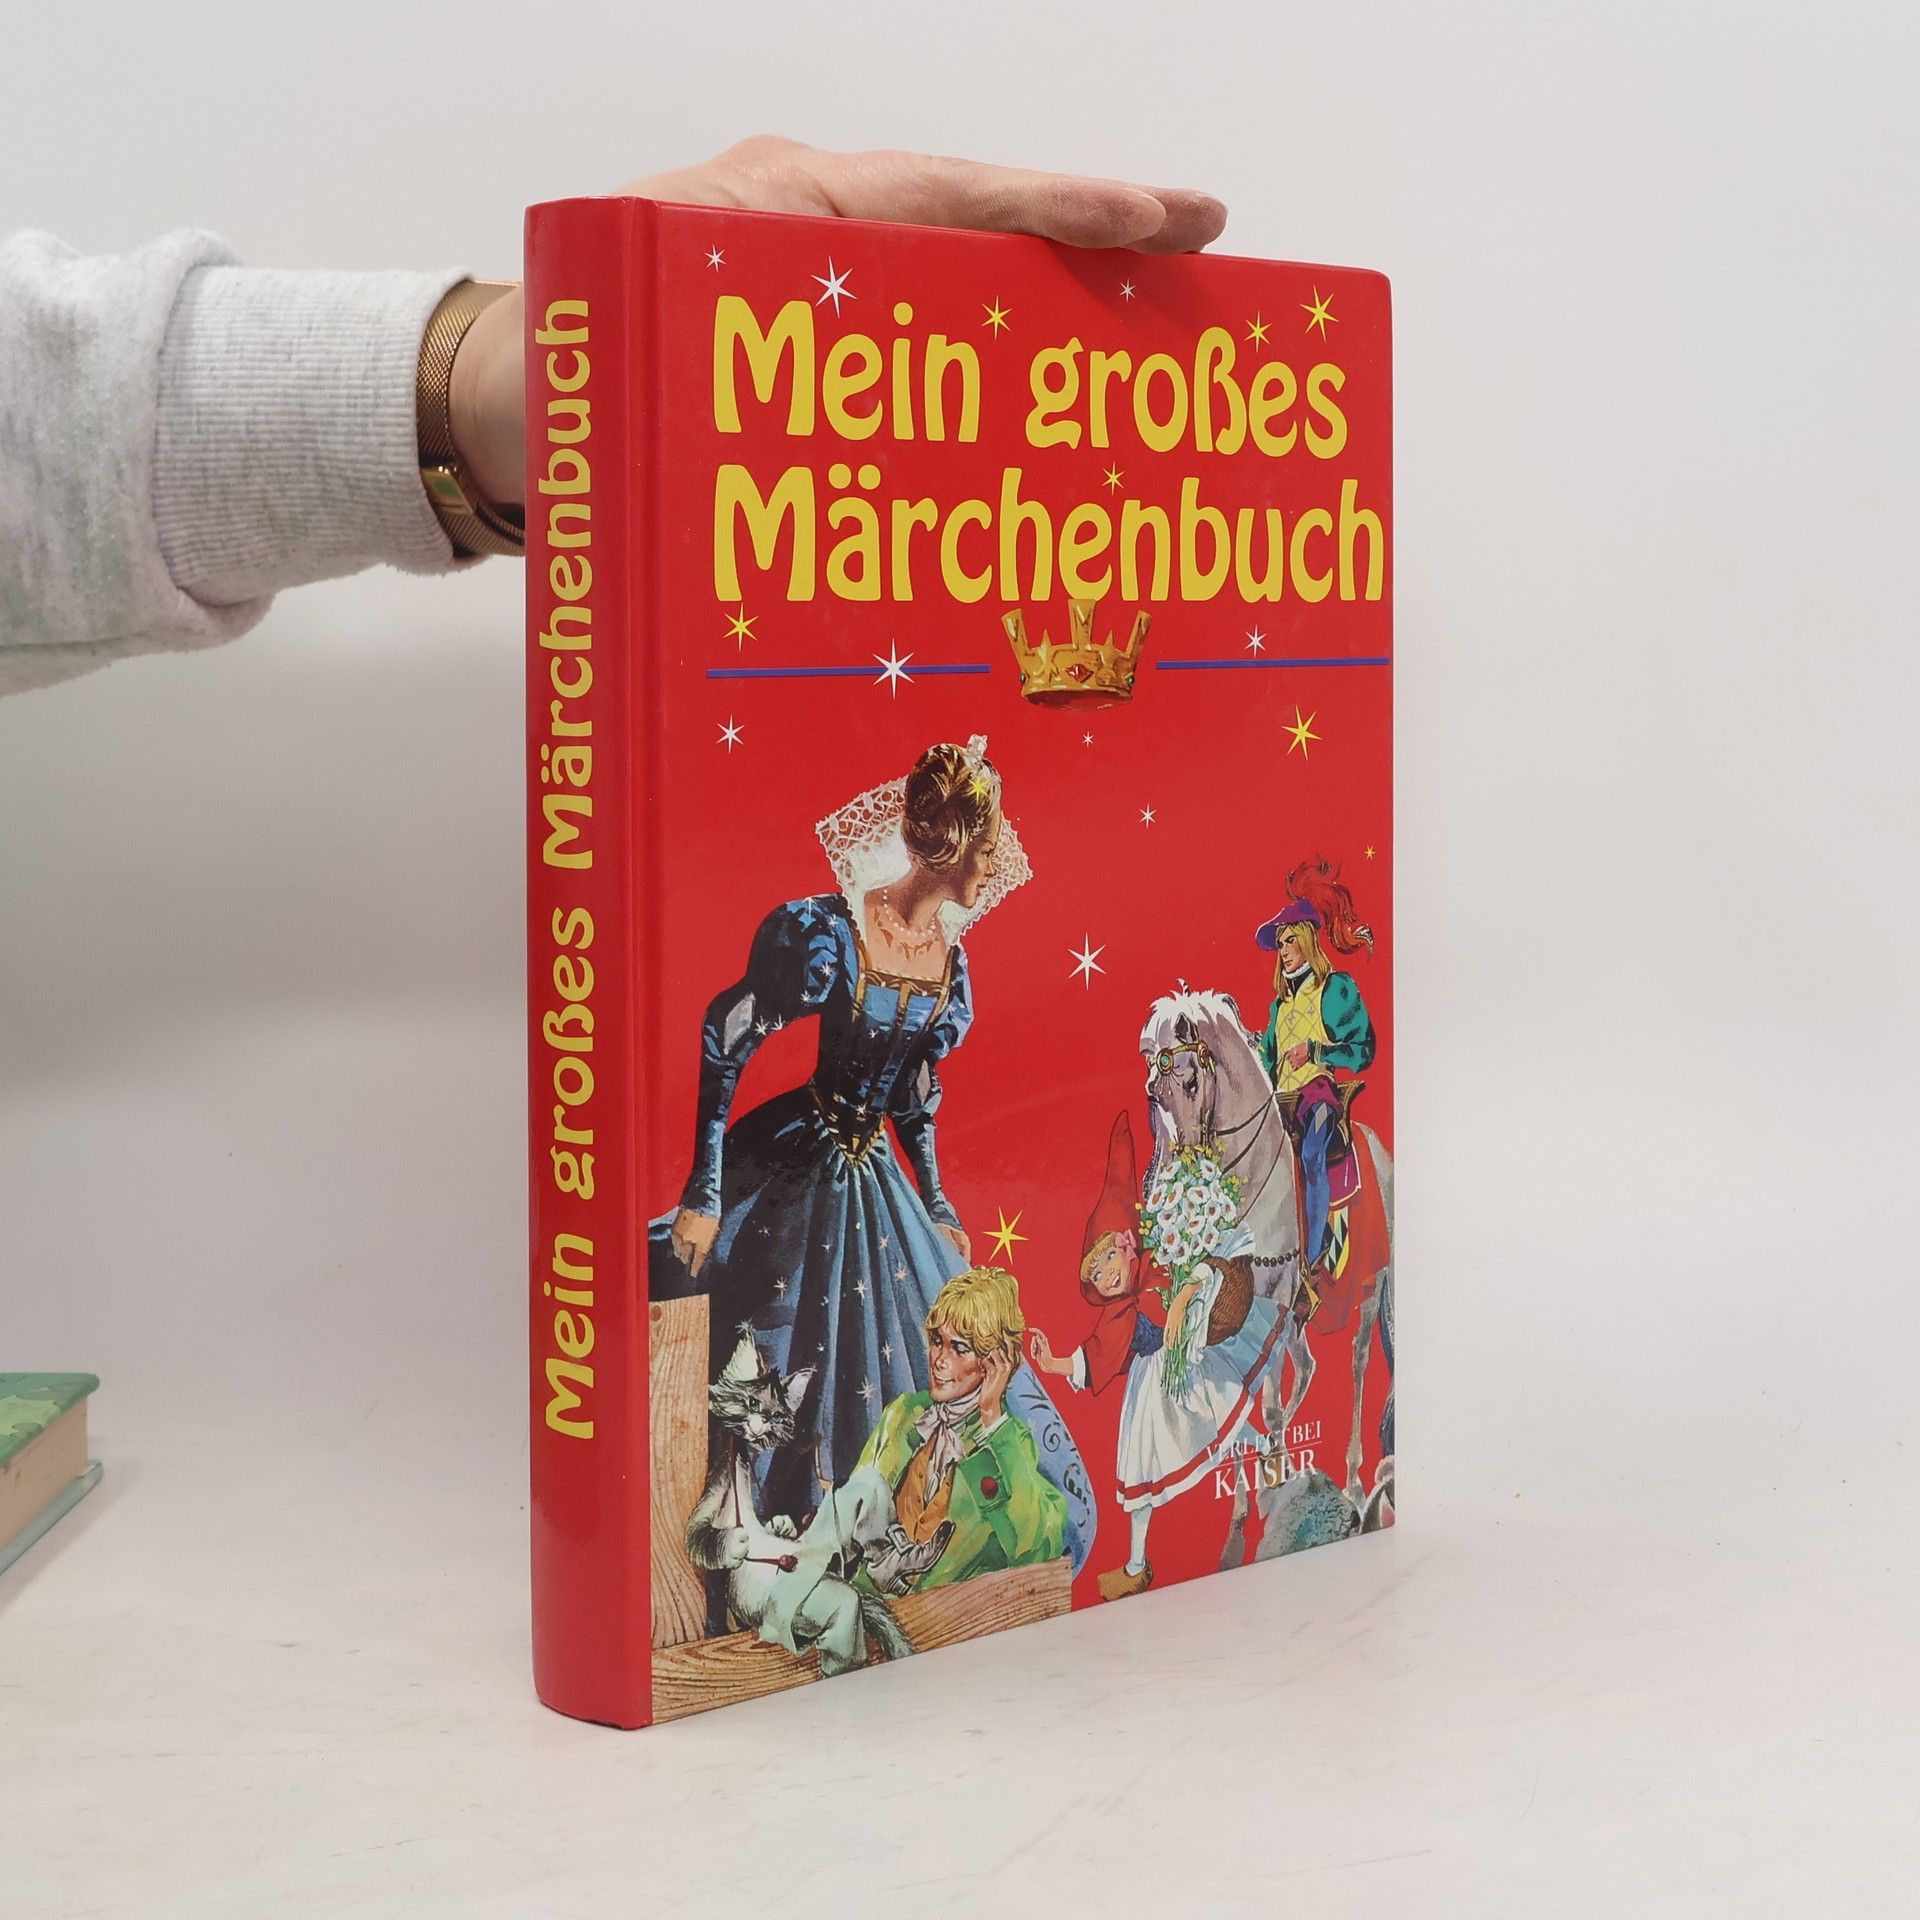 Mein großes Märchenbuch
Mein großes
Märchenbuch
VERLEGT BEI
KAISER